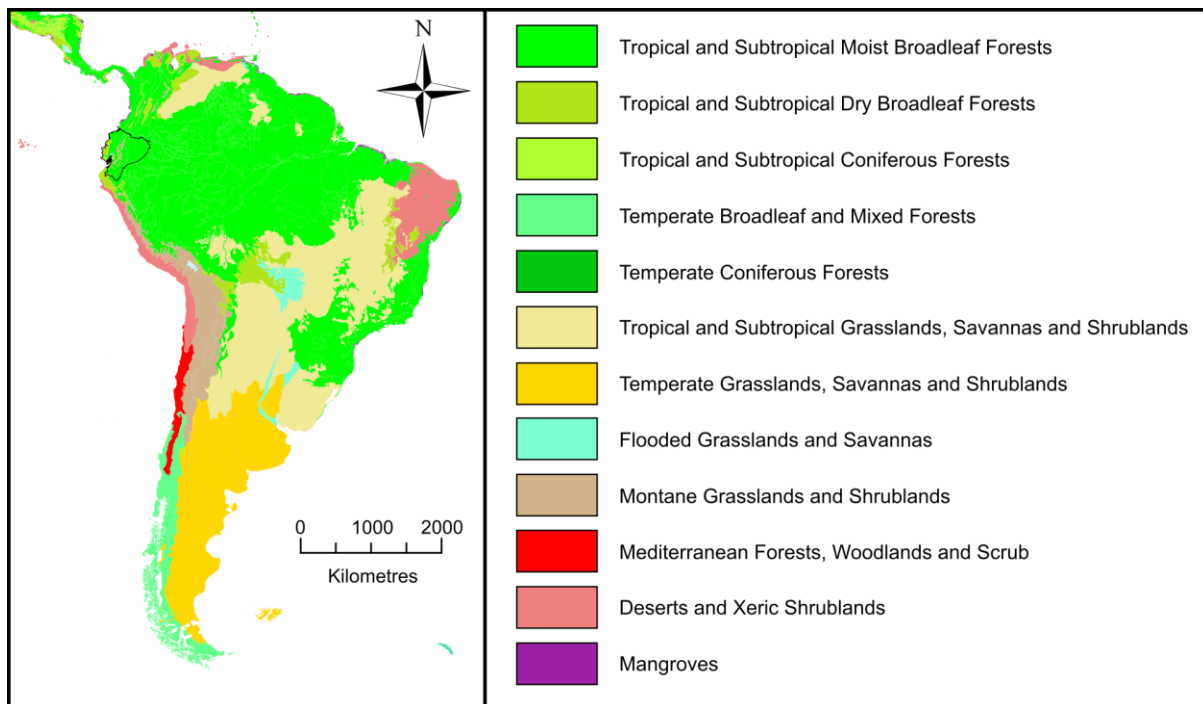 N
0 1000 2000
Kilometres
Tropical and Subtropical Moist Broadleaf Forests
Tropical and Subtropical Dry Broadleaf Forests
Tropical and Subtropical Coniferous Forests
Temperate Broadleaf and Mixed Forests
Temperate Coniferous Forests
Tropical and Subtropical Grasslands, Savannas and Shrublands
Temperate Grasslands, Savannas and Shrublands
Flooded Grasslands and Savannas
Montane Grasslands and Shrublands
Mediterranean Forests, Woodlands and Scrub
Deserts and Xeric Shrublands
Mangroves